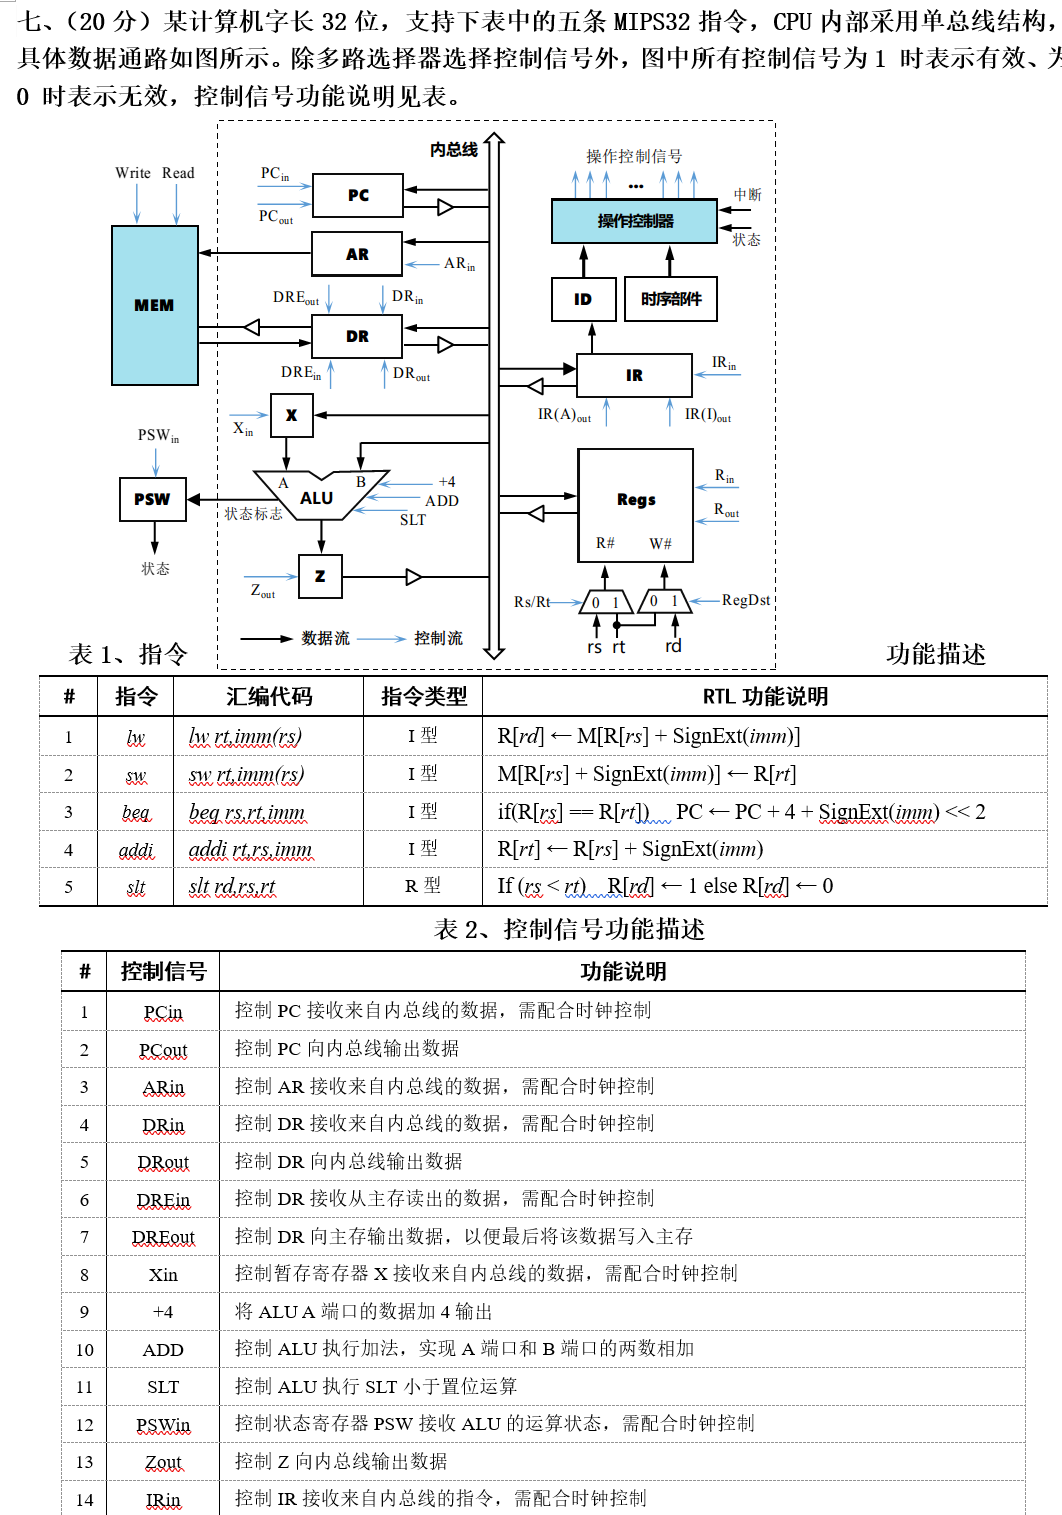 七、（20 分）某计算机字长 32 位，支持下表中的五条 MIPS32 指令，CPU 内部采用单总线结构，
具体数据通路如图所示。除多路选择器选择控制信号外，图中所有控制信号为 1 时表示有效、为
0 时表示无效，控制信号功能说明见表。
内总线
Write Read
PCin
PC
PCout
AR
ARin
DREout
DRin
MEM
DR
DREin
DRout
X
Xin
PSWin
A
B
+4
ALU
ADD
SLT
PSW
状态标志
状态
Z
Zout
数据流
控制流
操作控制信号
...
操作控制器
中断
状态
ID
时序部件
IR
IRin
IR(A)out
IR(I)out
Regs
Rin
Rout
R#
W#
Rs/Rt
0 1
0 1
RegDst
rs rt
rd
表 1、指令 功能描述
# 指令 汇编代码 指令类型 RTL 功能说明
1 lw lw rt,imm(rs) I 型 R[rd] ← M[R[rs] + SignExt(imm)]
2 sw sw rt,imm(rs) I 型 M[R[rs] + SignExt(imm)] ← R[rt]
3 beq beq rs,rt,imm I 型 if(R[rs] == R[rt]) PC ← PC + 4 + SignExt(imm) << 2
4 addi addi rt,rs,imm I 型 R[rt] ← R[rs] + SignExt(imm)
5 slt slt rd,rs,rt R 型 If (rs < rt) R[rd] ← 1 else R[rd] ← 0
表 2、控制信号功能描述
# 控制信号 功能说明
1 PCin 控制 PC 接收来自内总线的数据，需配合时钟控制
2 PCout 控制 PC 向内总线输出数据
3 ARin 控制 AR 接收来自内总线的数据，需配合时钟控制
4 DRin 控制 DR 接收来自内总线的数据，需配合时钟控制
5 DRout 控制 DR 向内总线输出数据
6 DREin 控制 DR 接收从主存读出的数据，需配合时钟控制
7 DREout 控制 DR 向主存输出数据，以便最后将该数据写入主存
8 Xin 控制暂存寄存器 X 接收来自内总线的数据，需配合时钟控制
9 +4 将 ALU A 端口的数据加 4 输出
10 ADD 控制 ALU 执行加法，实现 A 端口和 B 端口的两数相加
11 SLT 控制 ALU 执行 SLT 小于置位运算
12 PSWin 控制状态寄存器 PSW 接收 ALU 的运算状态，需配合时钟控制
13 Zout 控制 Z 向内总线输出数据
14 IRin 控制 IR 接收来自内总线的指令，需配合时钟控制